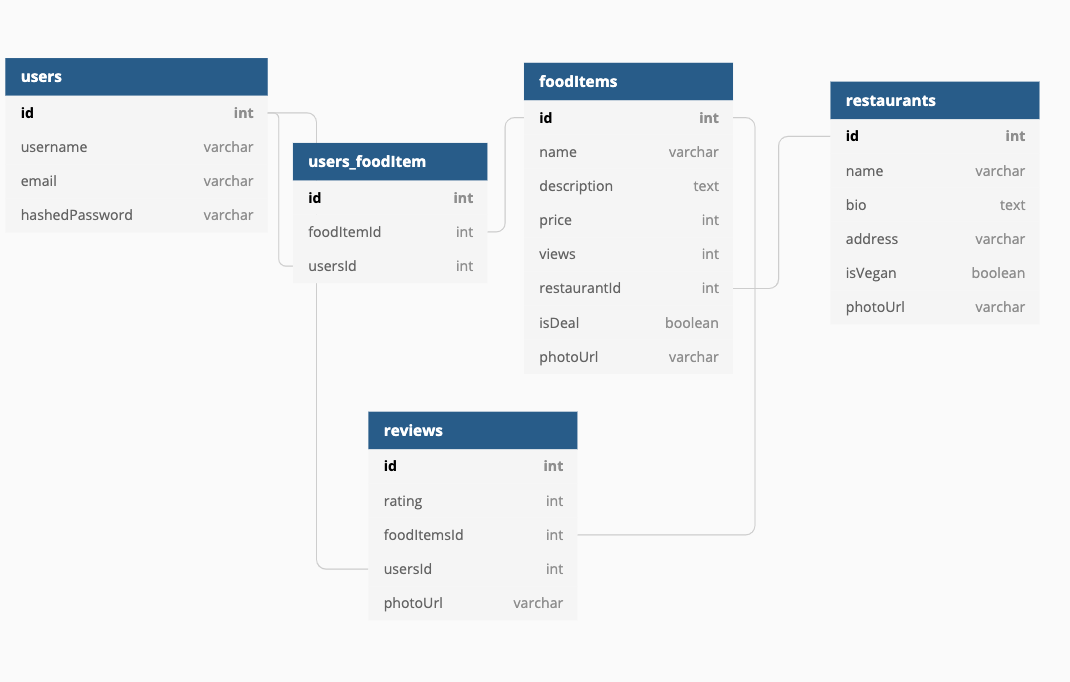 users
id int
username varchar
email varchar
hashedPassword varchar
users_foodItem
id int
foodItemId int
usersId int
foodItems
id int
name varchar
description text
price int
views int
restaurantId int
isDeal boolean
photoUrl varchar
restaurants
id int
name varchar
bio text
address varchar
isVegan boolean
photoUrl varchar
reviews
id int
rating int
foodItemsId int
usersId int
photoUrl varchar